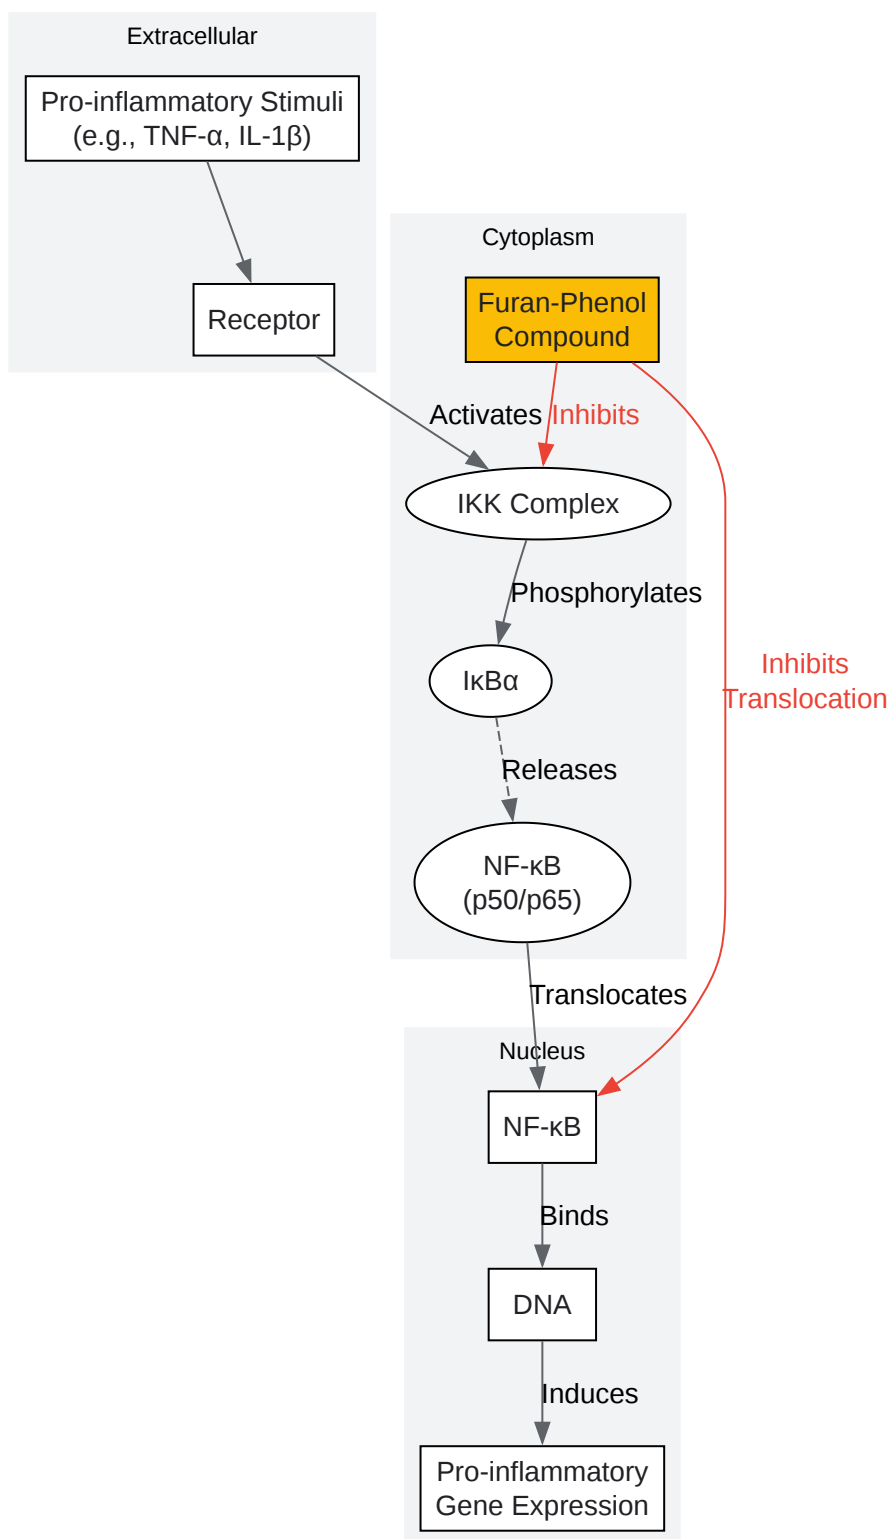 Extracellular
Pro-inflammatory Stimuli
(e.g., TNF-α, IL-1β)
Receptor
Cytoplasm
Furan-Phenol
Compound
Activates
Inhibits
IKK Complex
Phosphorylates
IκBα
Inhibits
Translocation
Releases
NF-κB
(p50/p65)
Translocates
Nucleus
NF-κB
Binds
DNA
Induces
Pro-inflammatory
Gene Expression